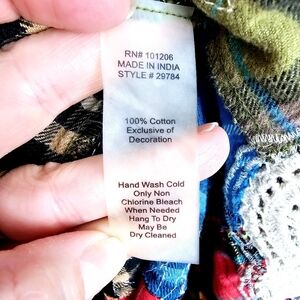 RN# 101206
MADE IN INDIA
STYLE # 29784
100% Cotton
Exclusive of
Decoration
Hand Wash Cold
Only Non
Chlorine Bleach
When Needed
Hang To Dry
May Be
Dry Cleaned